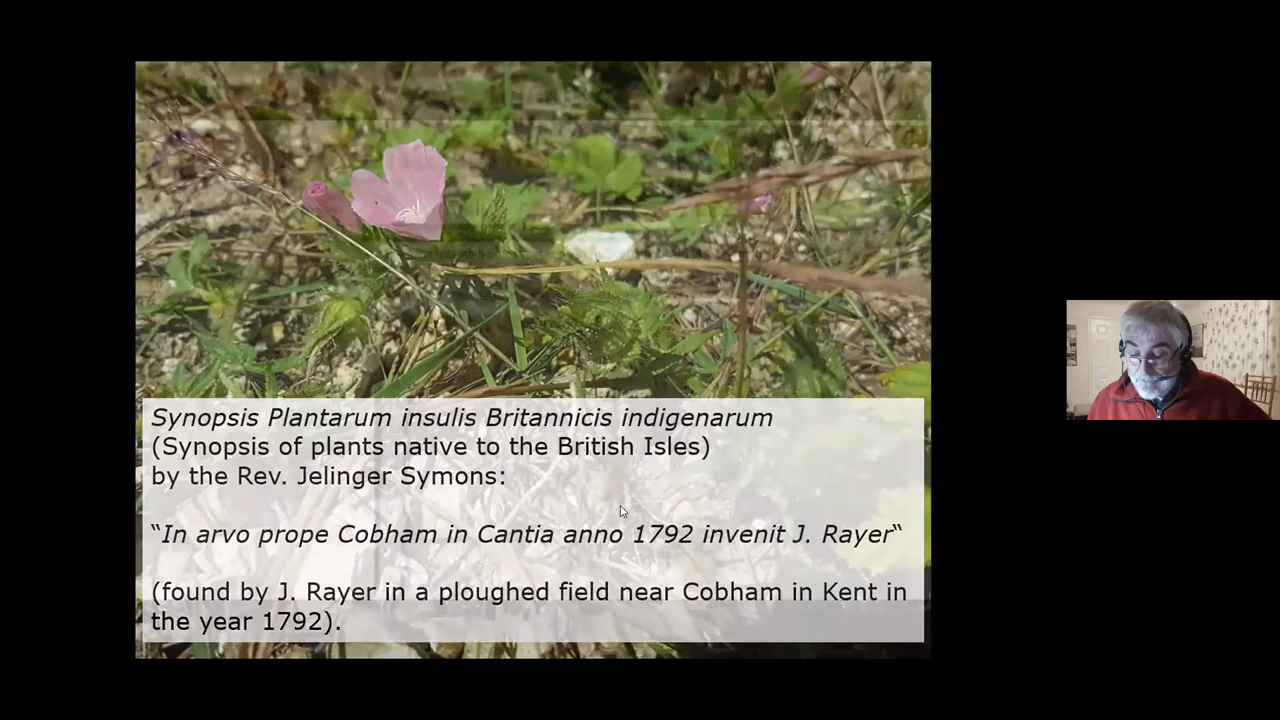 Synopsis Plantarum insulis Britannicis indigenarum
(Synopsis of plants native to the British Isles)
by the Rev. Jelinger Symons:
“In arvo prope Cobham in Cantia anno 1792 invenit J. Rayer“
(found by J. Rayer in a ploughed field near Cobham in Kent in
the year 1792).